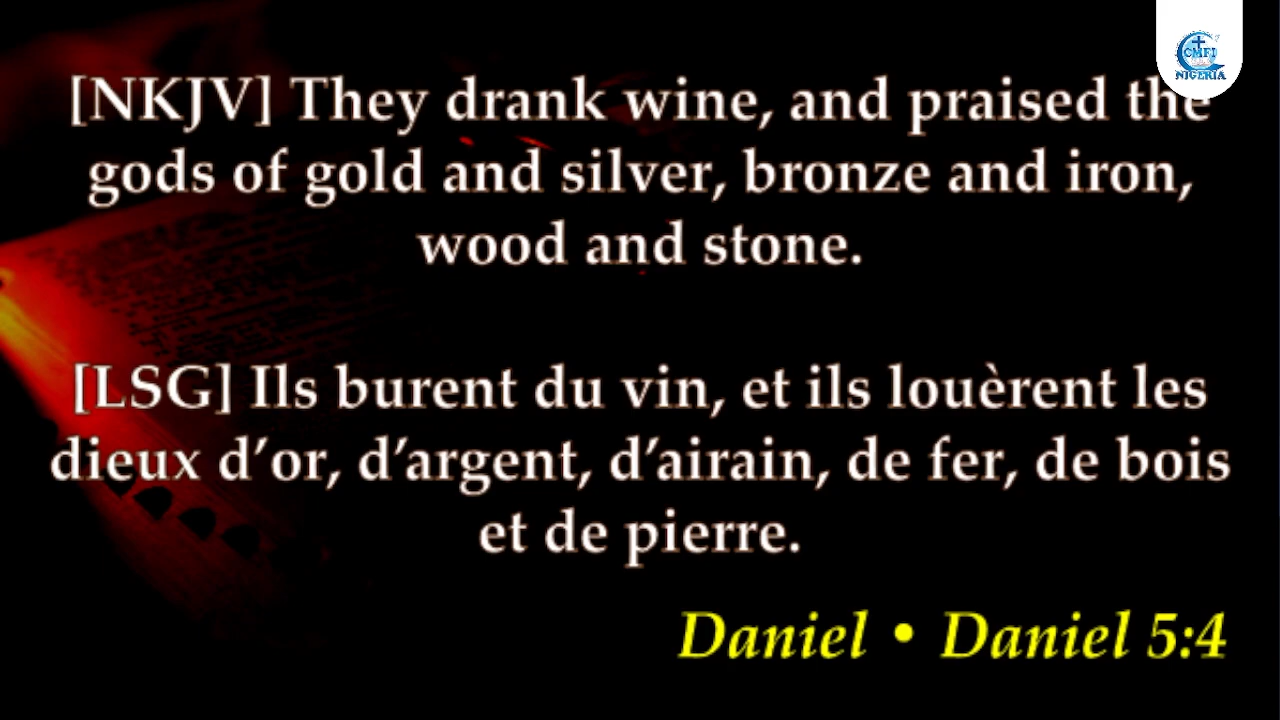 CMFI
NIGERIA
[NKJV] They drank wine, and praised the
gods of gold and silver, bronze and iron,
wood and stone.
[LSG] Ils burent du vin, et ils louèrent les
dieux d’or, d’argent, d’airain, de fer, de bois
et de pierre.
Daniel • Daniel 5:4